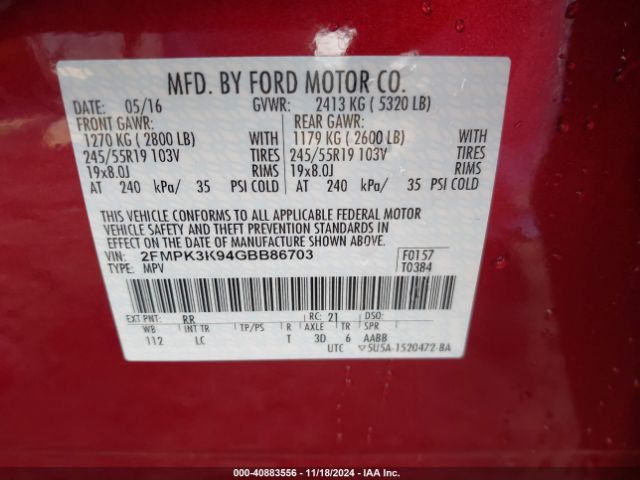 MFD. BY FORD MOTOR CO.
DATE: 05/16 GVWR: 2413 KG ( 5320 LB)
FRONT GAWR: REAR GAWR:
1270 KG ( 2800 LB) WITH 1179 KG ( 2600 LB) WITH
245/55R19 103V TIRES 245/55R19 103V TIRES
19x8.0J RIMS 19x8.0J RIMS
AT 240 kPa/ 35 PSI COLD AT 240 kPa/ 35 PSI COLD
THIS VEHICLE CONFORMS TO ALL APPLICABLE FEDERAL MOTOR
VEHICLE SAFETY AND THEFT PREVENTION STANDARDS IN
EFFECT ON THE DATE OF MANUFACTURE SHOWN ABOVE.
VIN: 2FMPK3K94GBB86703 F0157
TYPE: MPV T0384
EXT PNT: RR RC: 21 DSO:
WB INT TR TP/PS R AXLE TR SPR
112 LC T 3D 6 AABB
UTC ▽5U5A-1520472-BA
000-40883556 - 11/18/2024 - IAAI.com